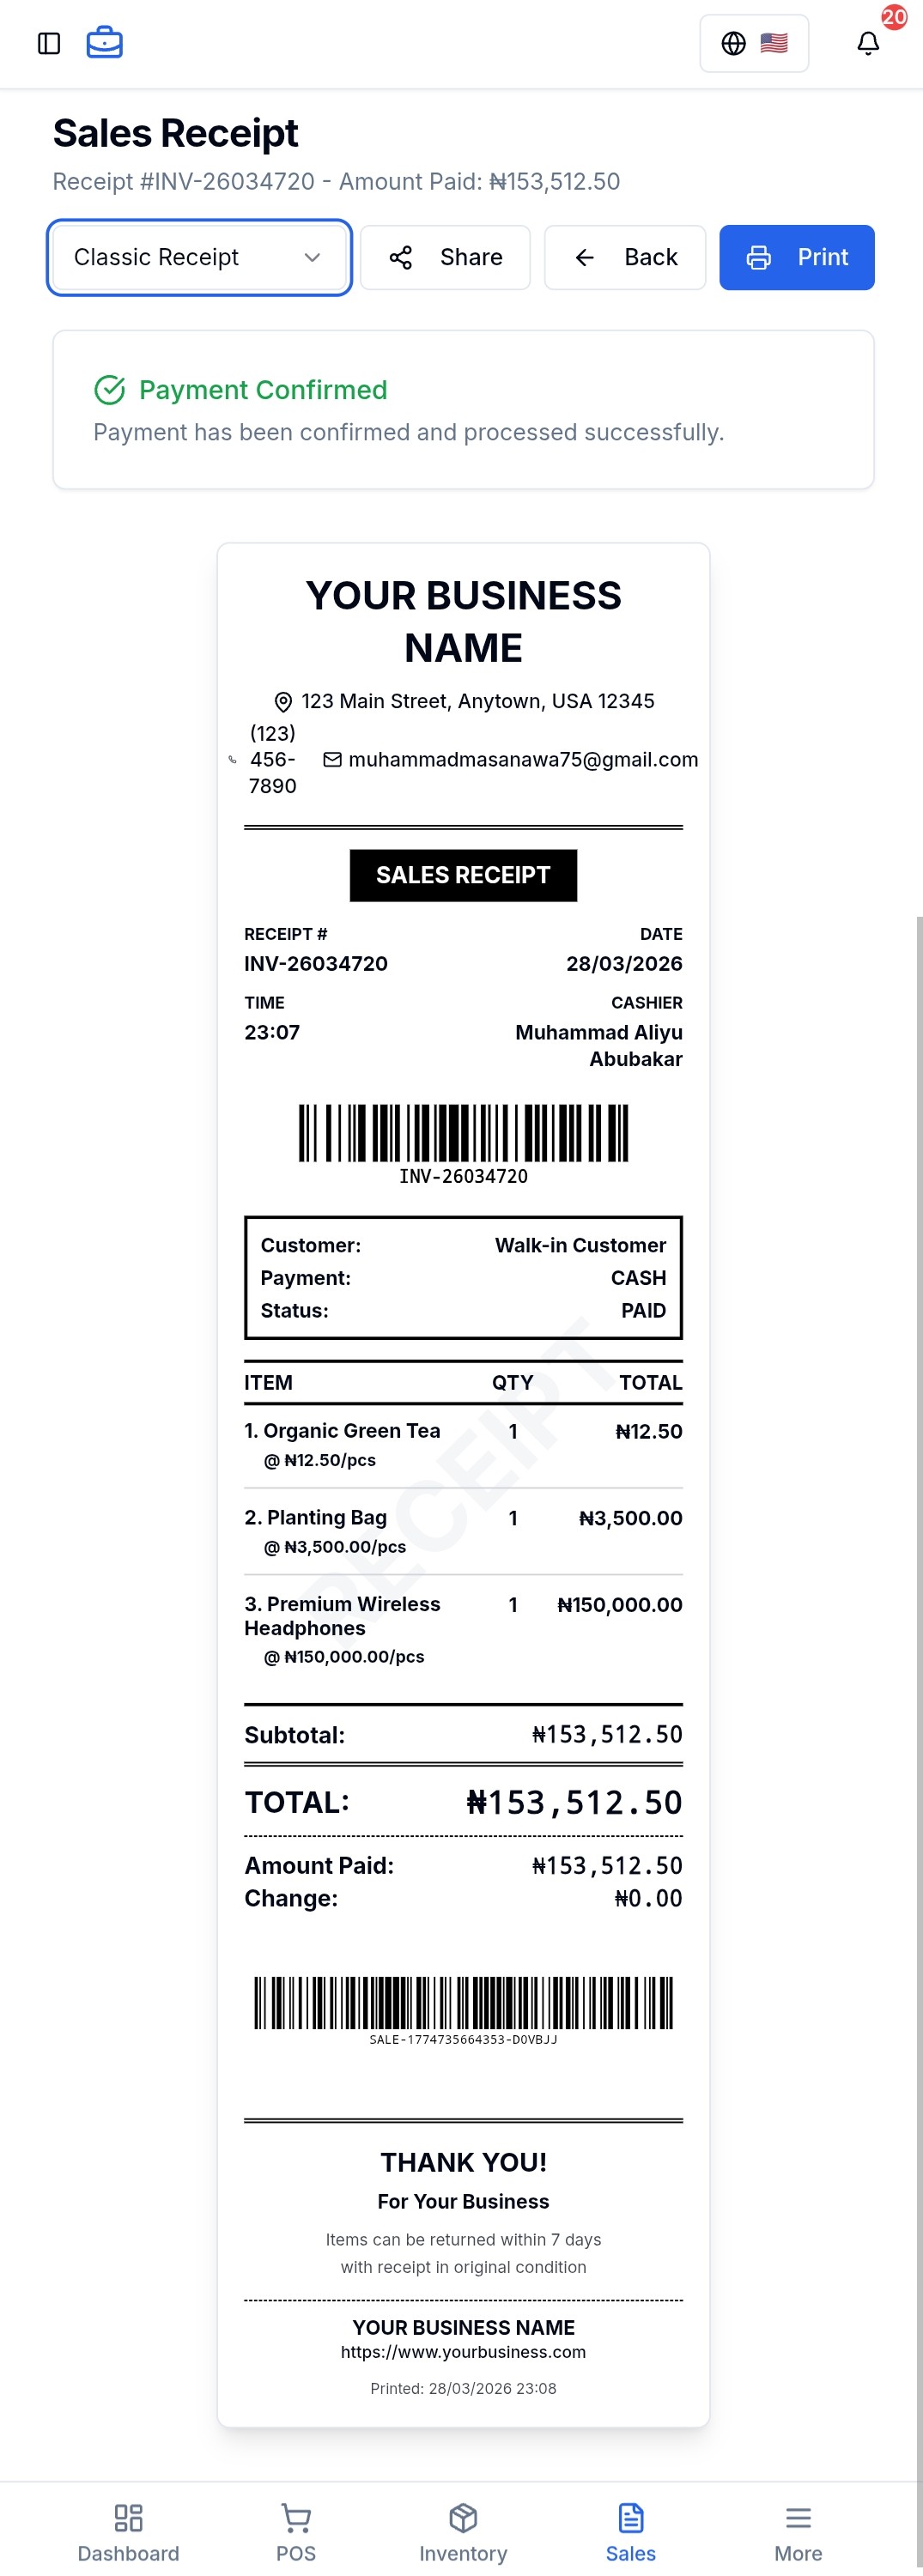 20
Sales Receipt
Receipt #INV-26034720 - Amount Paid: ₦153,512.50
Classic Receipt Share Back Print
Payment Confirmed
Payment has been confirmed and processed successfully.
YOUR BUSINESS
NAME
123 Main Street, Anytown, USA 12345
(123)
456-
7890
muhammadmasanawa75@gmail.com
SALES RECEIPT
RECEIPT # DATE
INV-26034720 28/03/2026
TIME CASHIER
23:07 Muhammad Aliyu
Abubakar
INV-26034720
Customer: Walk-in Customer
Payment: CASH
Status: PAID
RECEIPT
ITEM QTY TOTAL
1. Organic Green Tea 1 ₦12.50
@ ₦12.50/pcs
2. Planting Bag 1 ₦3,500.00
@ ₦3,500.00/pcs
3. Premium Wireless 1 ₦150,000.00
Headphones
@ ₦150,000.00/pcs
Subtotal: ₦153,512.50
TOTAL: ₦153,512.50
Amount Paid: ₦153,512.50
Change: ₦0.00
SALE-1774735664353-D0VBJJ
THANK YOU!
For Your Business
Items can be returned within 7 days
with receipt in original condition
YOUR BUSINESS NAME
https://www.yourbusiness.com
Printed: 28/03/2026 23:08
Dashboard POS Inventory Sales More